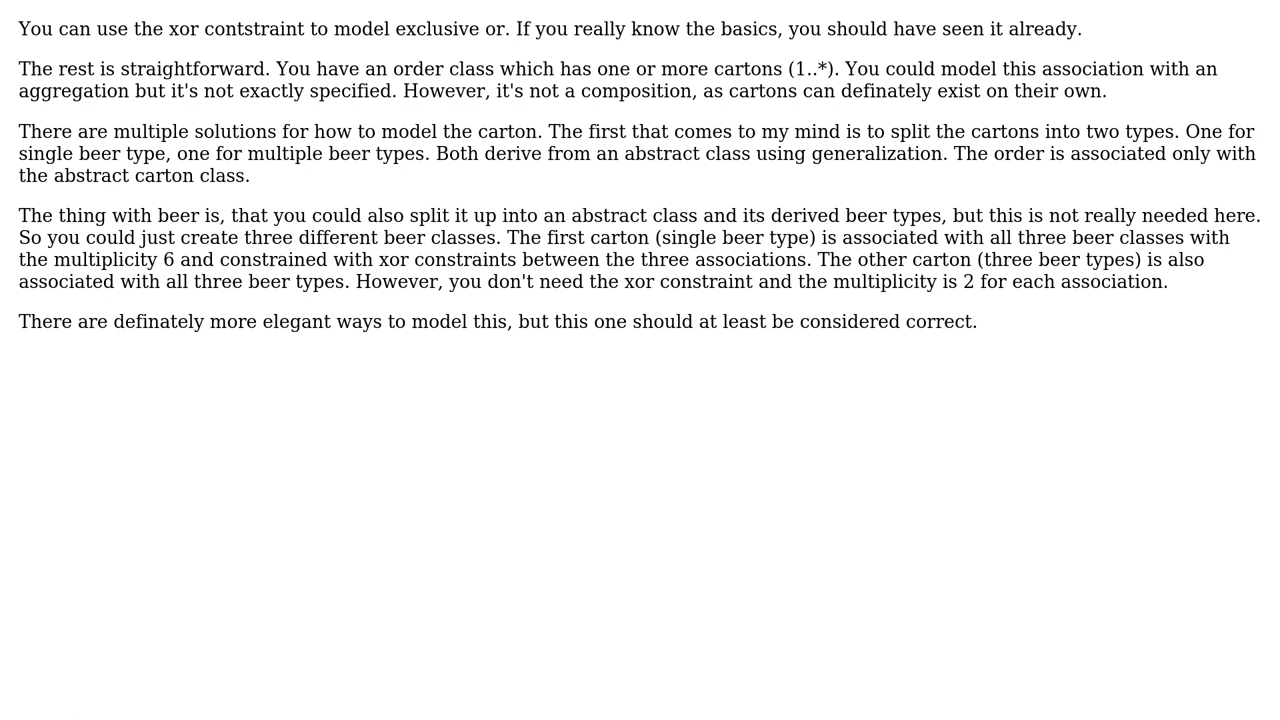 You can use the xor contstraint to model exclusive or. If you really know the basics, you should have seen it already.
The rest is straightforward. You have an order class which has one or more cartons (1..*). You could model this association with an
aggregation but it's not exactly specified. However, it's not a composition, as cartons can definately exist on their own.
There are multiple solutions for how to model the carton. The first that comes to my mind is to split the cartons into two types. One for
single beer type, one for multiple beer types. Both derive from an abstract class using generalization. The order is associated only with
the abstract carton class.
The thing with beer is, that you could also split it up into an abstract class and its derived beer types, but this is not really needed here.
So you could just create three different beer classes. The first carton (single beer type) is associated with all three beer classes with
the multiplicity 6 and constrained with xor constraints between the three associations. The other carton (three beer types) is also
associated with all three beer types. However, you don't need the xor constraint and the multiplicity is 2 for each association.
There are definately more elegant ways to model this, but this one should at least be considered correct.